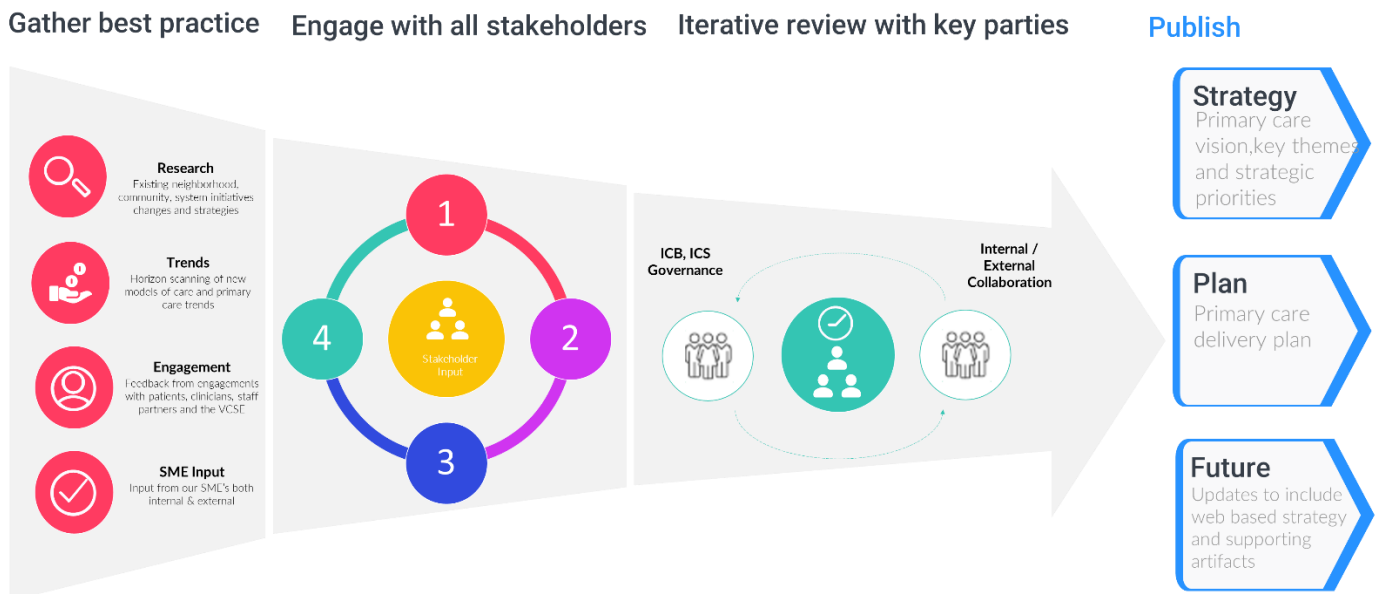 Gather best practice
Engage with all stakeholders
Iterative review with key parties
Publish
Research
Existing neighborhood,
community, system initiatives
changes and strategies
Trends
Horizon scanning of new
models of care and primary
care trends
Engagement
Feedback from engagements
with patients, clinicians, staff
partners and the VCSE
SME Input
Input from our SME's both
internal & external
1
2
3
4
Stakeholder
Input
ICB, ICS
Governance
Internal /
External
Collaboration
Strategy
Primary care
vision,key themes
and strategic
priorities
Plan
Primary care
delivery plan
Future
Updates to include
web based strategy
and supporting
artifacts